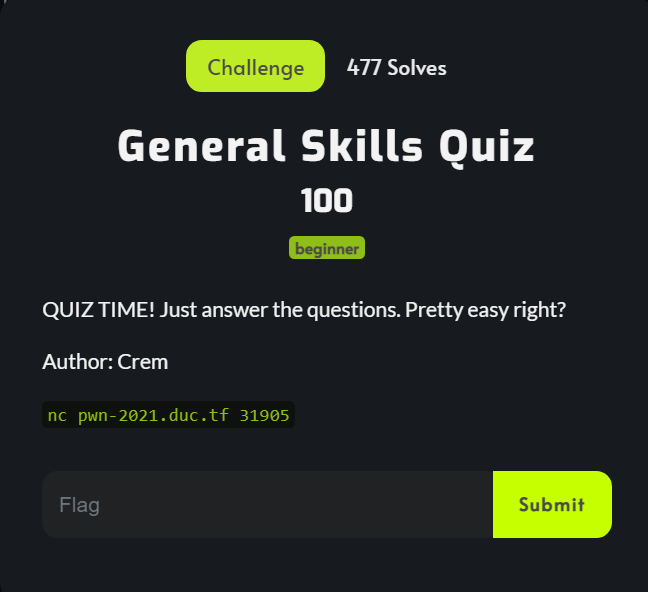 Challenge 477 Solves
General Skills Quiz
100
beginner
QUIZ TIME! Just answer the questions. Pretty easy right?
Author: Crem
nc pwn-2021.duc.tf 31905
Flag Submit